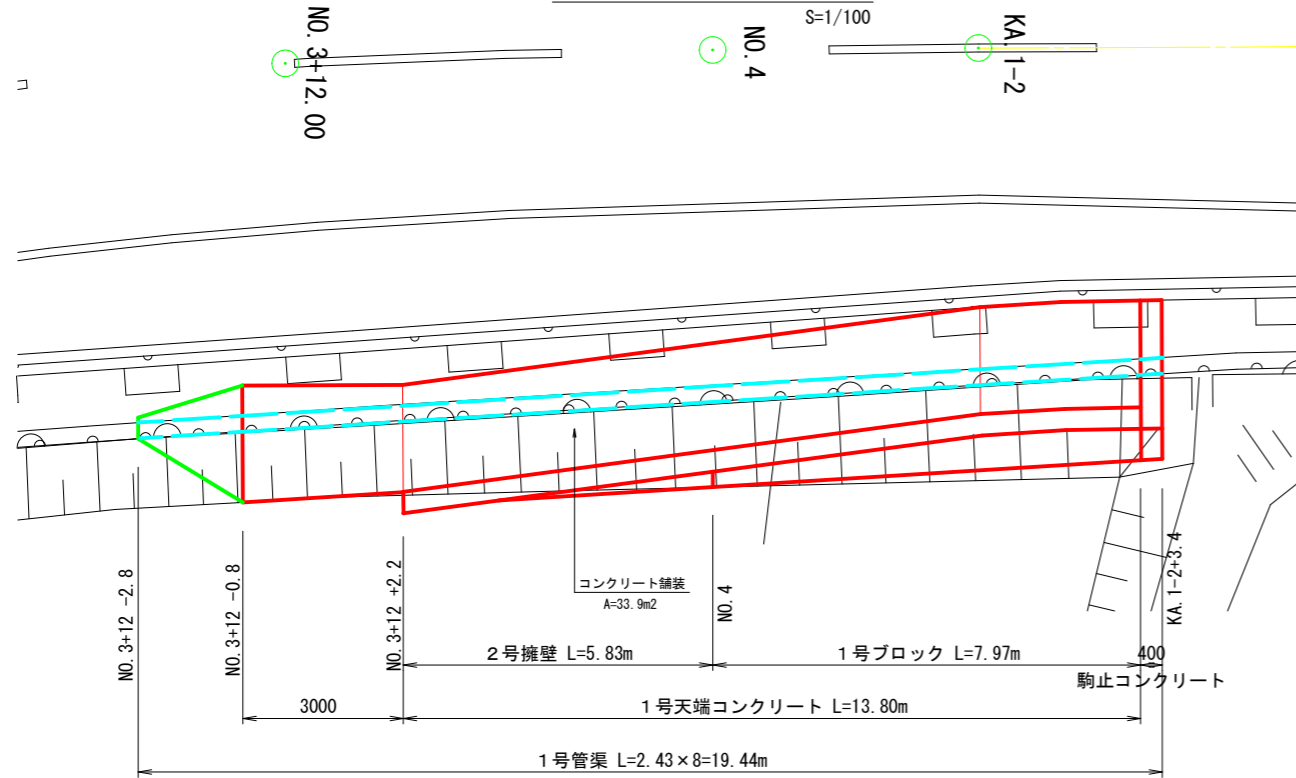 S=1/100
NO. 3+12. 00
NO. 4
KA. 1-2
コンクリート舗装
A=33. 9m2
NO. 3+12 -2. 8
NO. 3+12 -0. 8
NO. 3+12 +2. 2
NO. 4
KA. 1-2+3. 4
２号擁壁 L=5. 83m
１号ブロック L=7. 97m
400
駒止コンクリート
3000
１号天端コンクリート L=13. 80m
１号管渠 L=2. 43×8=19. 44m